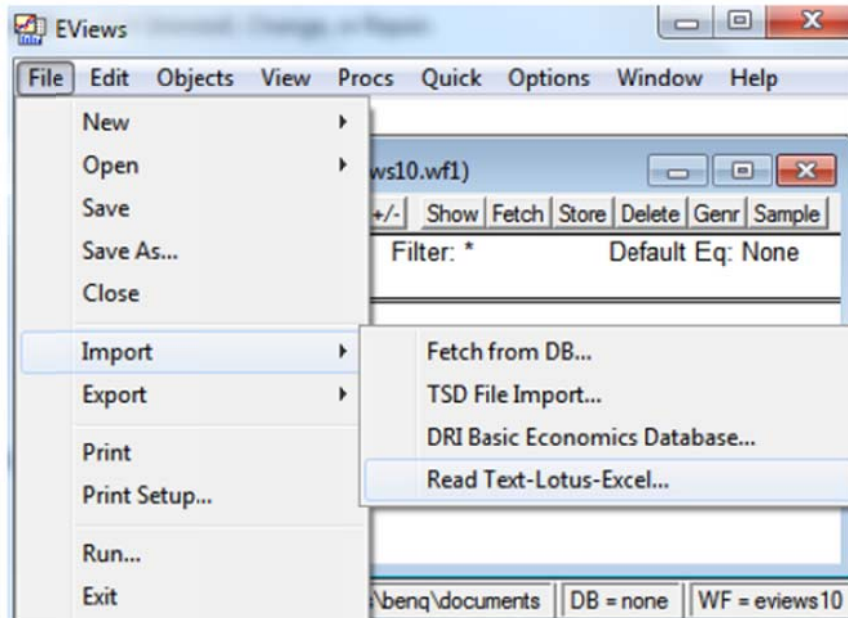 EViews
File Edit Objects View Procs Quick Options Window Help
New
Open
ws10.wf1)
Save
+/- Show Fetch Store Delete Genr Sample
Save As...
Filter: * Default Eq: None
Close
Import
Fetch from DB...
Export
TSD File Import...
DRI Basic Economics Database...
Print
Read Text-Lotus-Excel...
Print Setup...
Run...
Exit
\benq\documents DB = none WF = eviews10